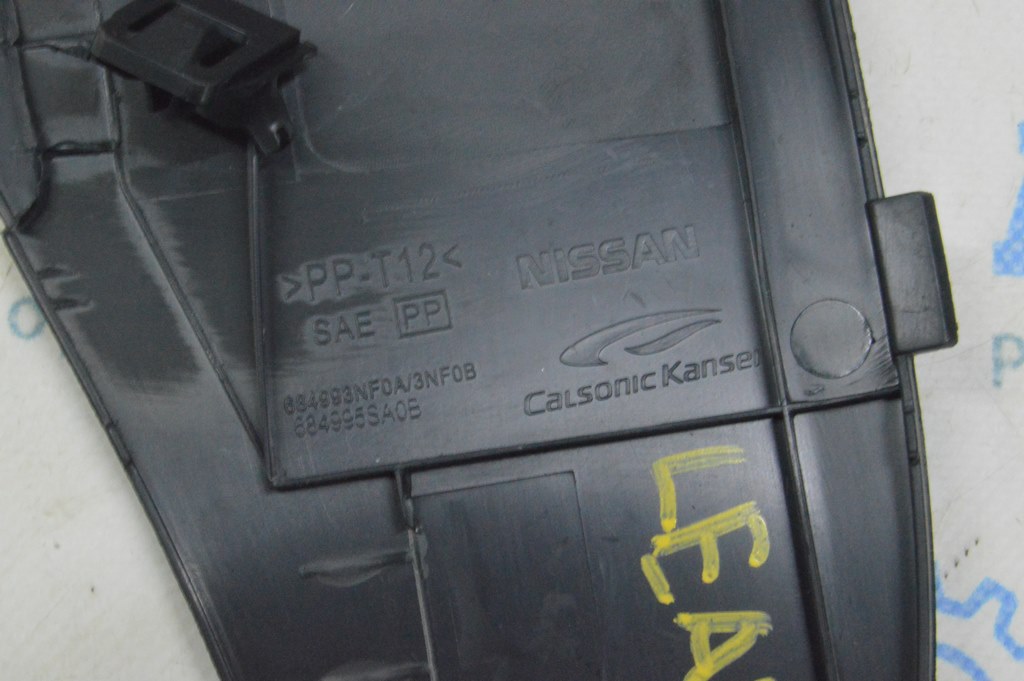 >PP-T12<
SAE PP
684993NF0A/3NF0B
684995SA0B
NISSAN
Calsonic Kansei
LEA